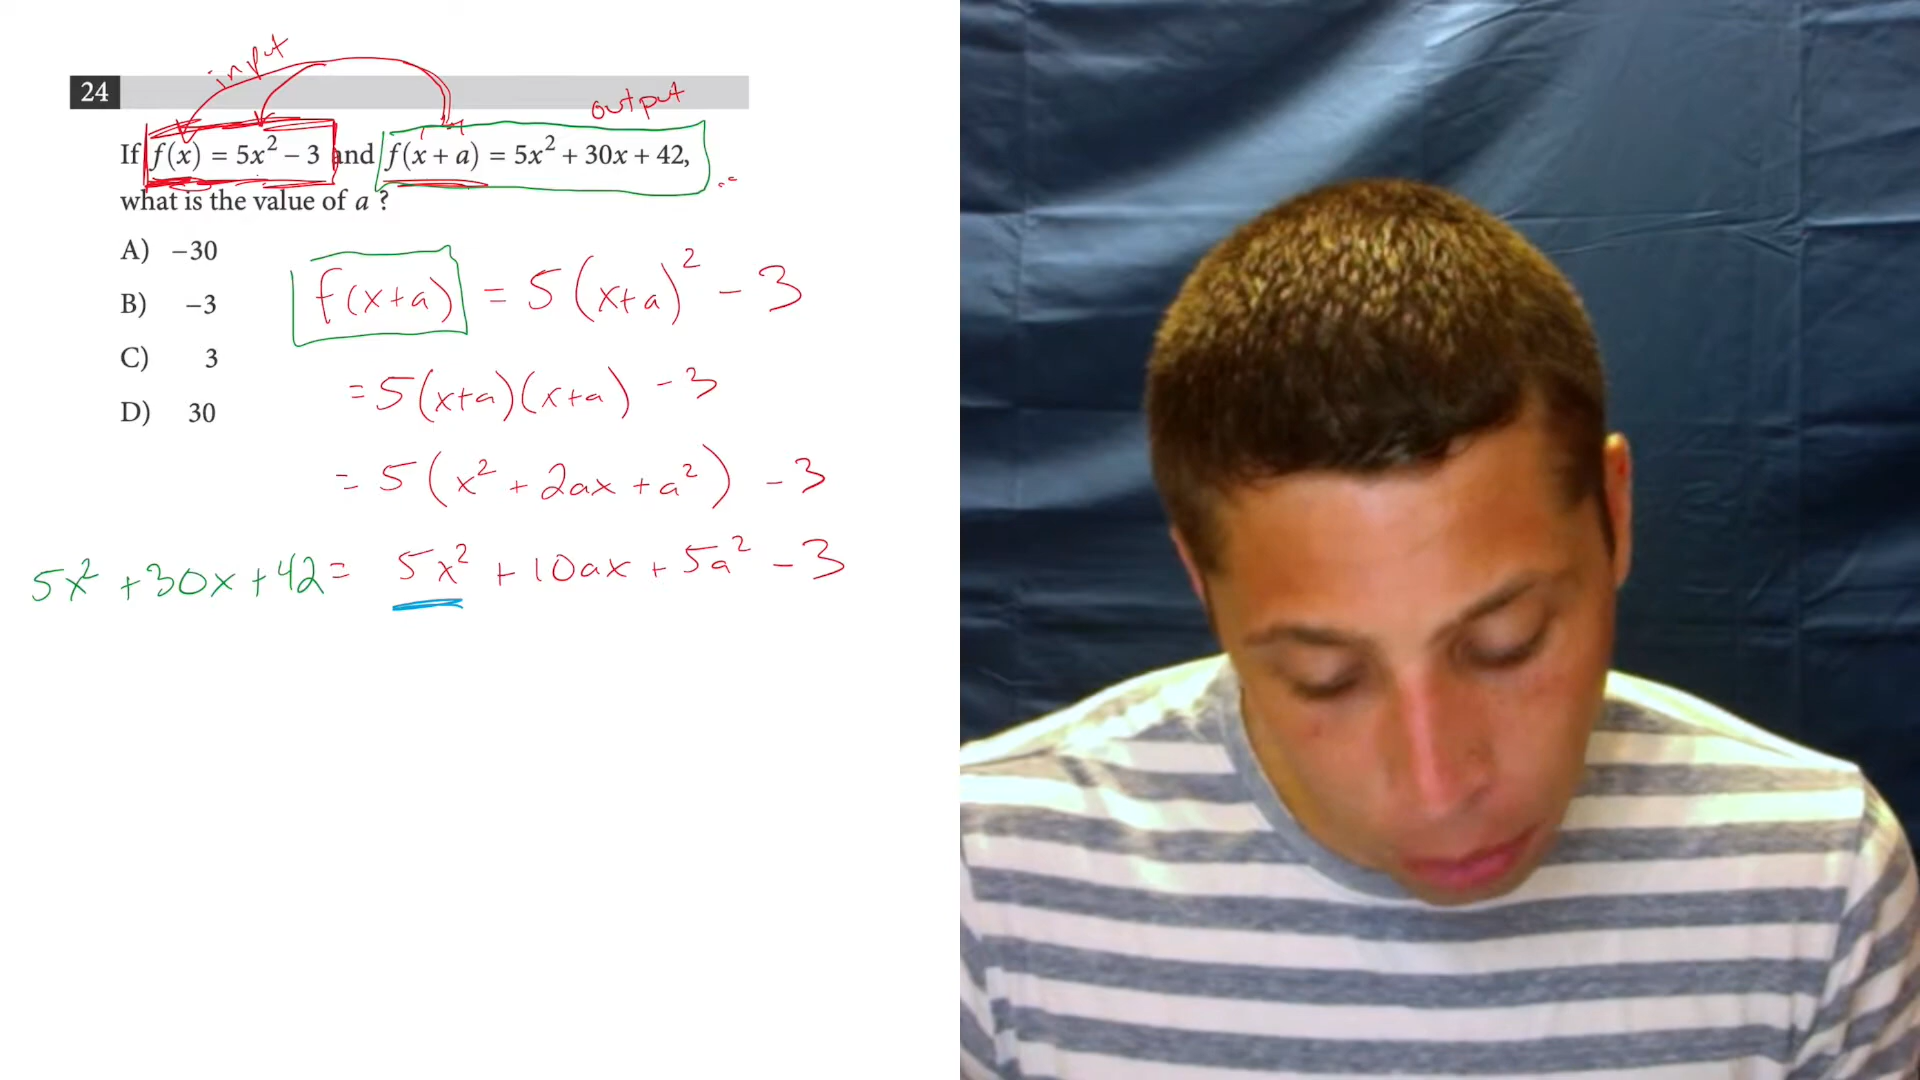 input
24
output
If f(x) = 5x² – 3 and f(x + a) = 5x² + 30x + 42,
what is the value of a ?
A) –30
B) –3
C) 3
D) 30
f(x+a) = 5(x+a)² – 3
= 5(x+a)(x+a) – 3
= 5(x² + 2ax + a²) – 3
5x² + 30x + 42 = 5x² + 10ax + 5a² – 3